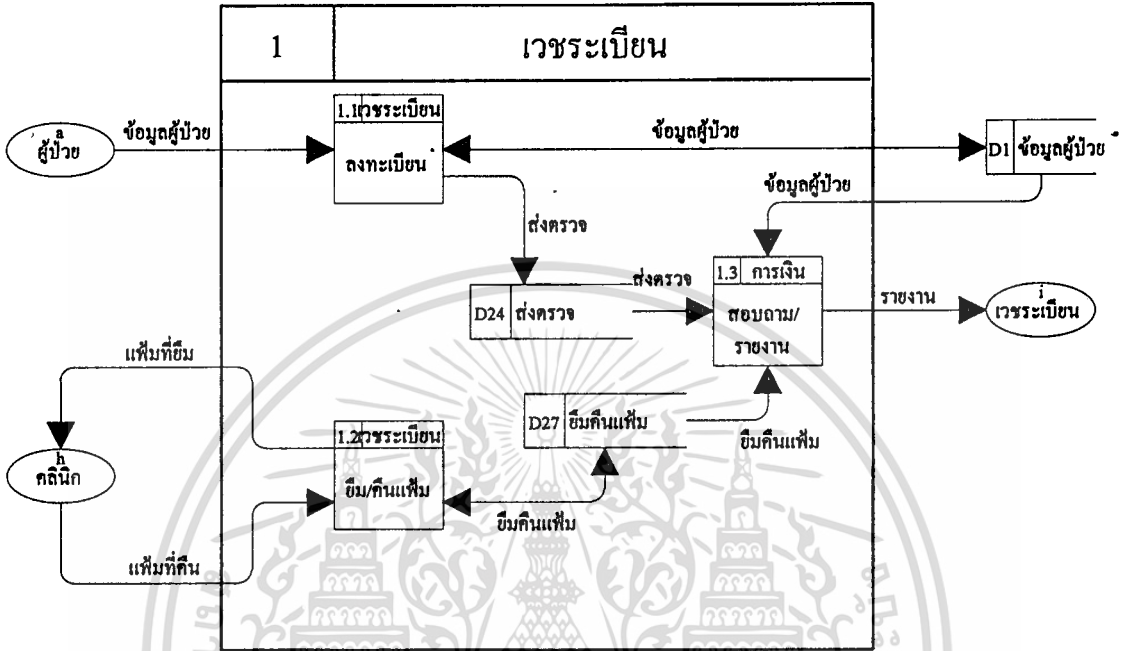 1 เวชระเบียน
1.1 เวชระเบียน
a
ผู้ป่วย
ข้อมูลผู้ป่วย
ลงทะเบียน
ข้อมูลผู้ป่วย
D1 ข้อมูลผู้ป่วย
ข้อมูลผู้ป่วย
ส่งตรวจ
D24 ส่งตรวจ
ส่งตรวจ
1.3 การเงิน
สอบถาม/
รายงาน
รายงาน
i
เวชระเบียน
แฟ้มที่ยืม
D27 ยืมคืนแฟ้ม
ยืมคืนแฟ้ม
1.2 เวชระเบียน
ยืม/คืนแฟ้ม
h
คลินิก
ยืมคืนแฟ้ม
แฟ้มที่คืน